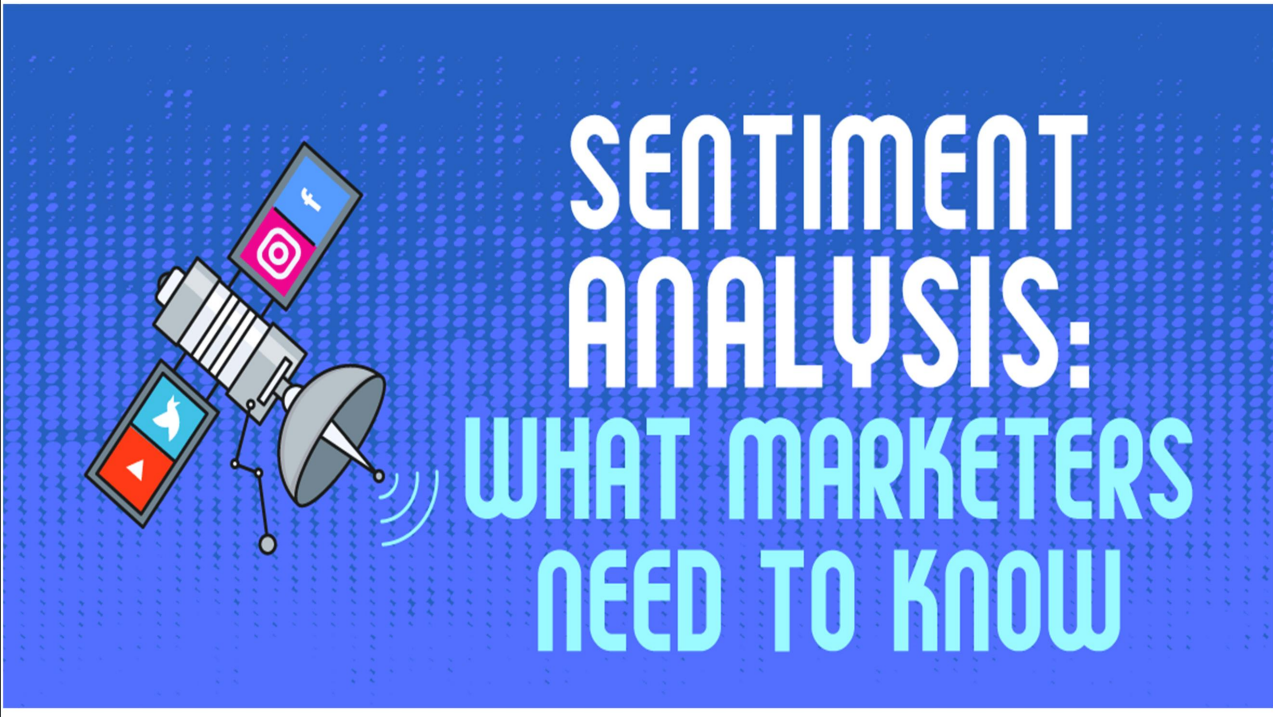 SENTIMENT
ANALYSIS:
WHAT MARKETERS
NEED TO KNOW